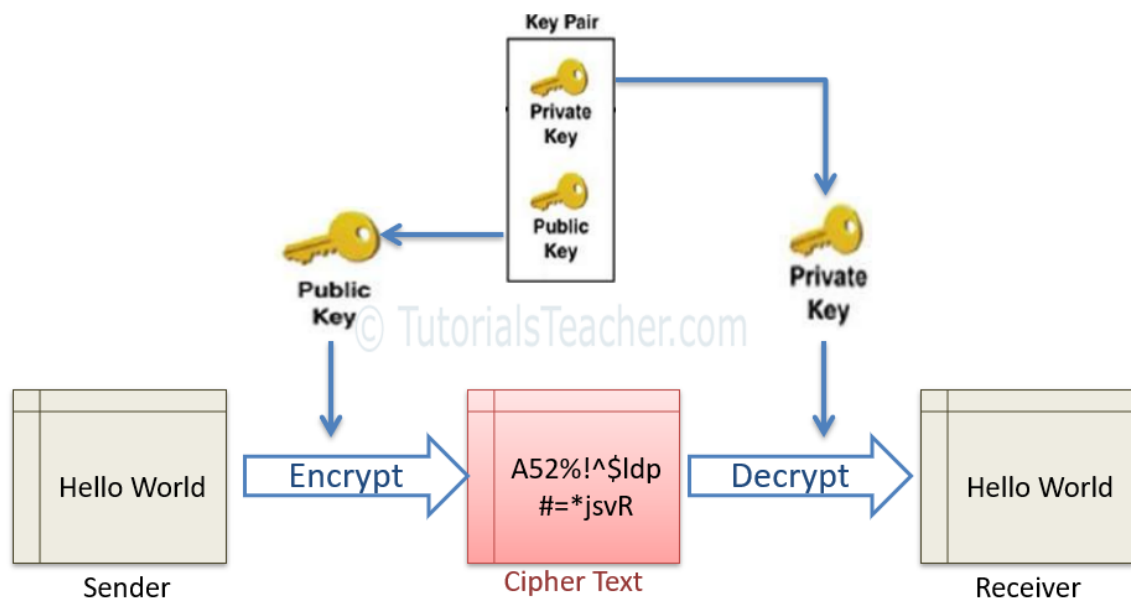 Key Pair
Private
Key
Public
Key
Public
Key
Private
Key
© TutorialsTeacher.com
Hello World
Encrypt
A52%!^$ldp
#=*jsvR
Decrypt
Hello World
Sender
Cipher Text
Receiver